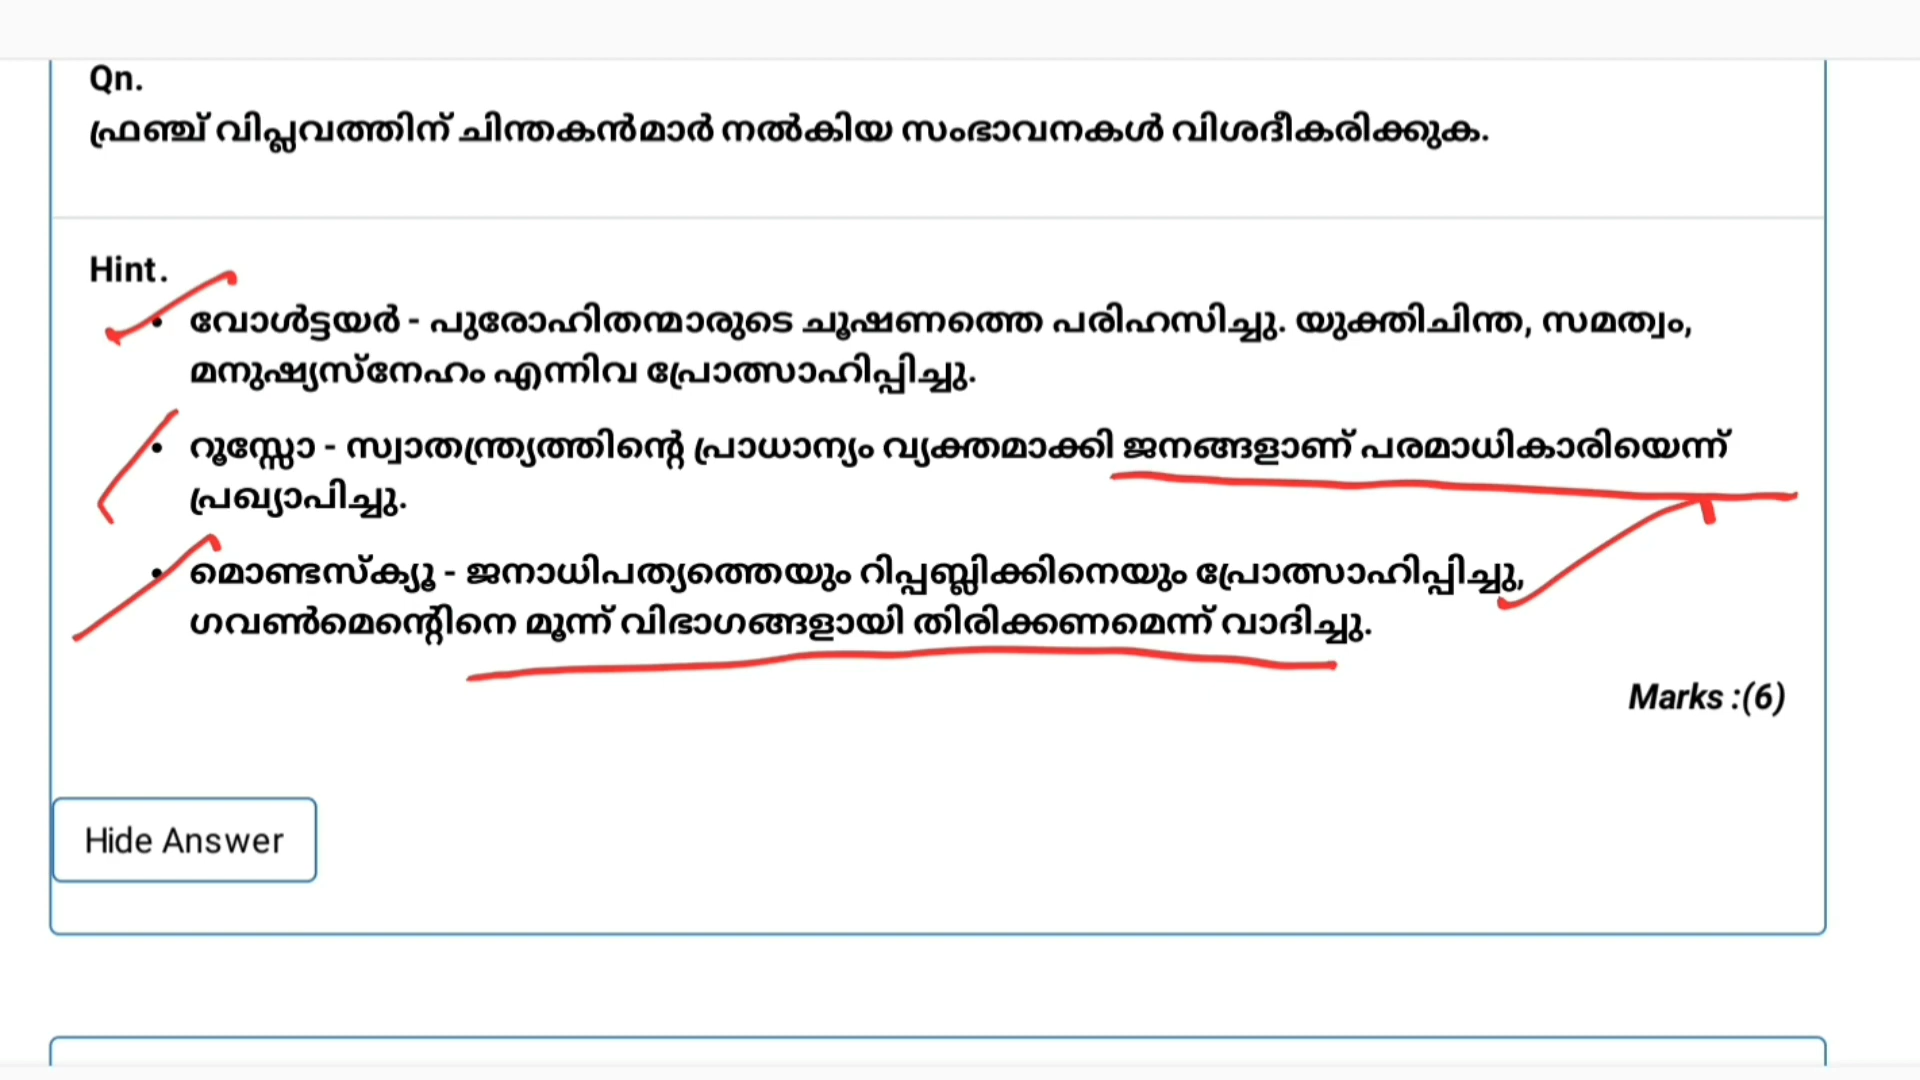 Qn.
ഫ്രഞ്ച് വിപ്ലവത്തിന് ചിന്തകൻമാർ നൽകിയ സംഭാവനകൾ വിശദീകരിക്കുക.
Hint.
• വോൾട്ടയർ - പുരോഹിതന്മാരുടെ ചൂഷണത്തെ പരിഹസിച്ചു. യുക്തിചിന്ത, സമത്വം,
മനുഷ്യസ്നേഹം എന്നിവ പ്രോത്സാഹിപ്പിച്ചു.
• റൂസ്സോ - സ്വാതന്ത്ര്യത്തിന്റെ പ്രാധാന്യം വ്യക്തമാക്കി ജനങ്ങളാണ് പരമാധികാരിയെന്ന്
പ്രഖ്യാപിച്ചു.
• മൊണ്ടസ്ക്യൂ - ജനാധിപത്യത്തെയും റിപ്പബ്ലിക്കിനെയും പ്രോത്സാഹിപ്പിച്ചു,
ഗവൺമെന്റിനെ മൂന്ന് വിഭാഗങ്ങളായി തിരിക്കണമെന്ന് വാദിച്ചു.
Marks :(6)
Hide Answer